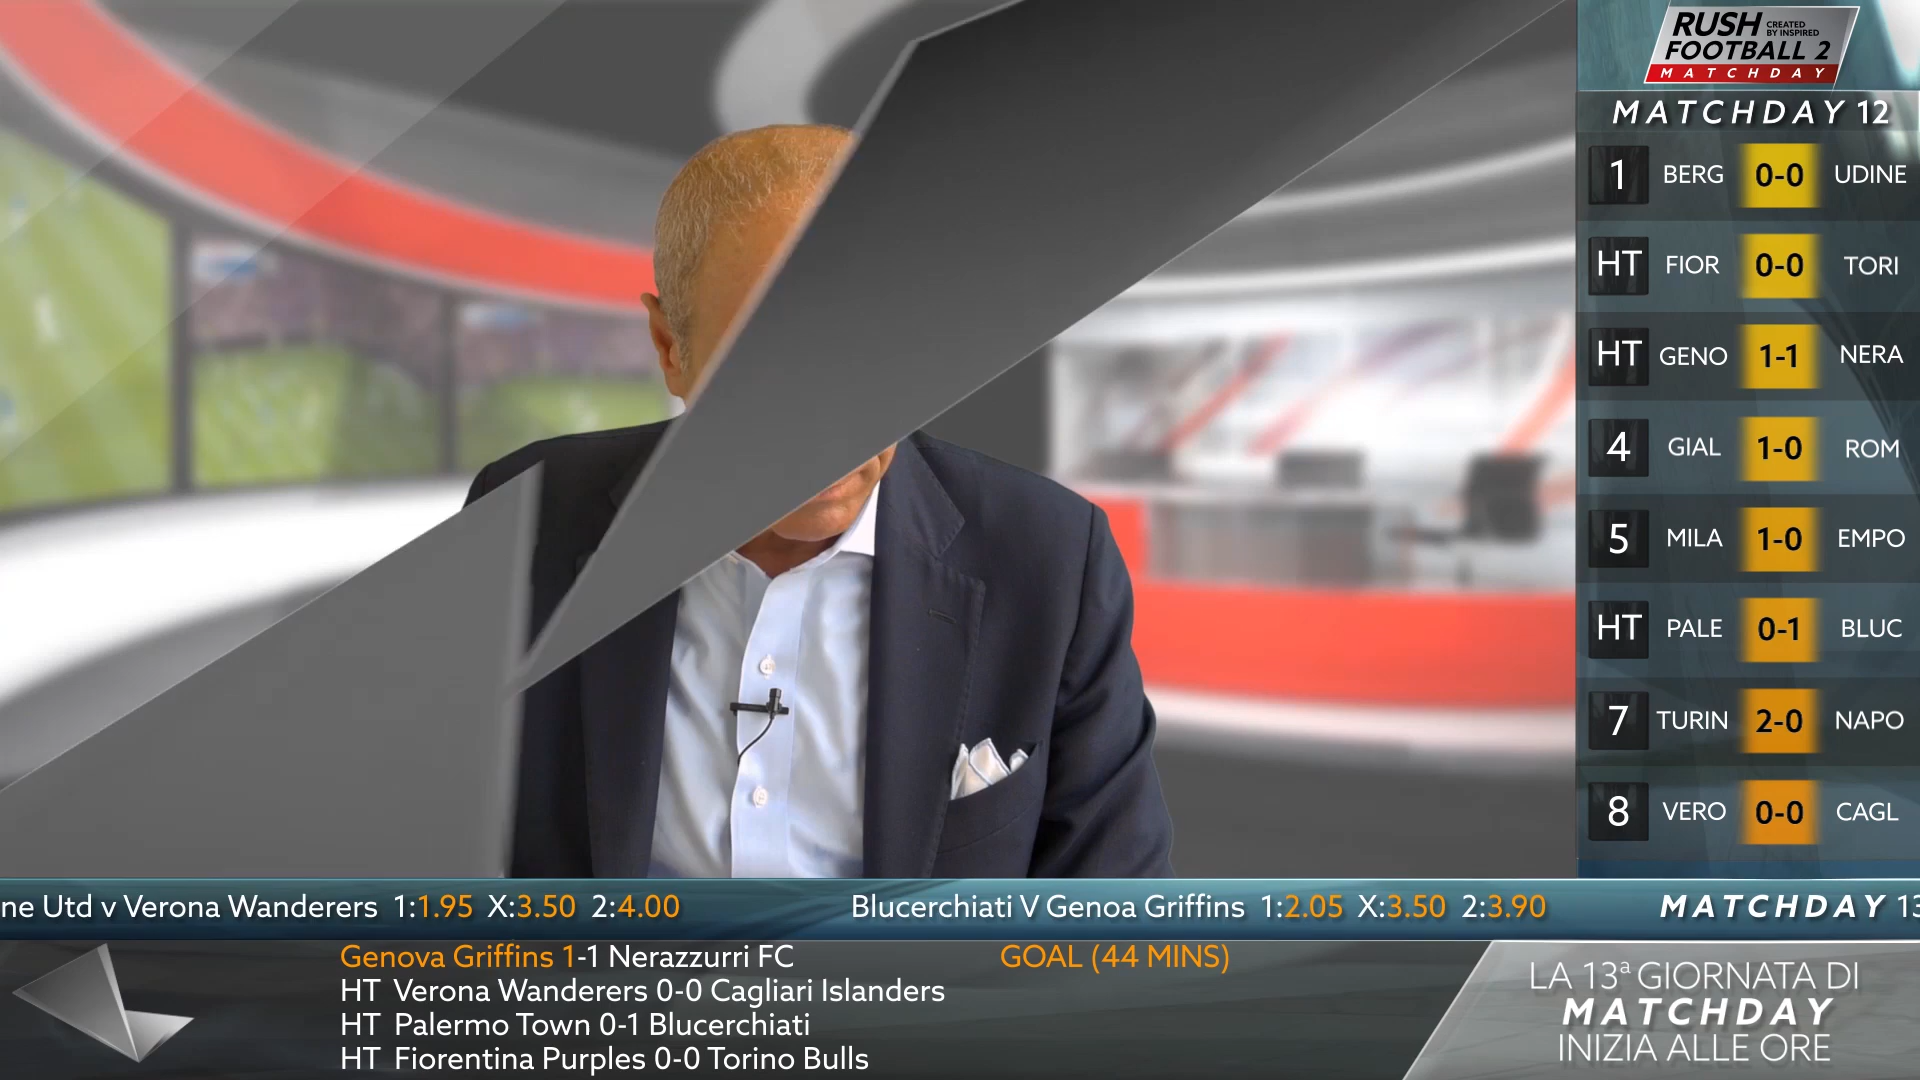 RUSH CREATED BY INSPIRED
FOOTBALL 2
MATCHDAY
MATCHDAY 12
1 BERG 0-0 UDINE
HT FIOR 0-0 TORI
HT GENO 1-1 NERA
4 GIAL 1-0 ROM
5 MILA 1-0 EMPO
HT PALE 0-1 BLUC
7 TURIN 2-0 NAPO
8 VERO 0-0 CAGL
ne Utd v Verona Wanderers 1:1.95 X:3.50 2:4.00 Blucerchiati V Genoa Griffins 1:2.05 X:3.50 2:3.90 MATCHDAY 13
Genova Griffins 1-1 Nerazzurri FC GOAL (44 MINS)
HT Verona Wanderers 0-0 Cagliari Islanders
HT Palermo Town 0-1 Blucerchiati
HT Fiorentina Purples 0-0 Torino Bulls
LA 13ª GIORNATA DI
MATCHDAY
INIZIA ALLE ORE